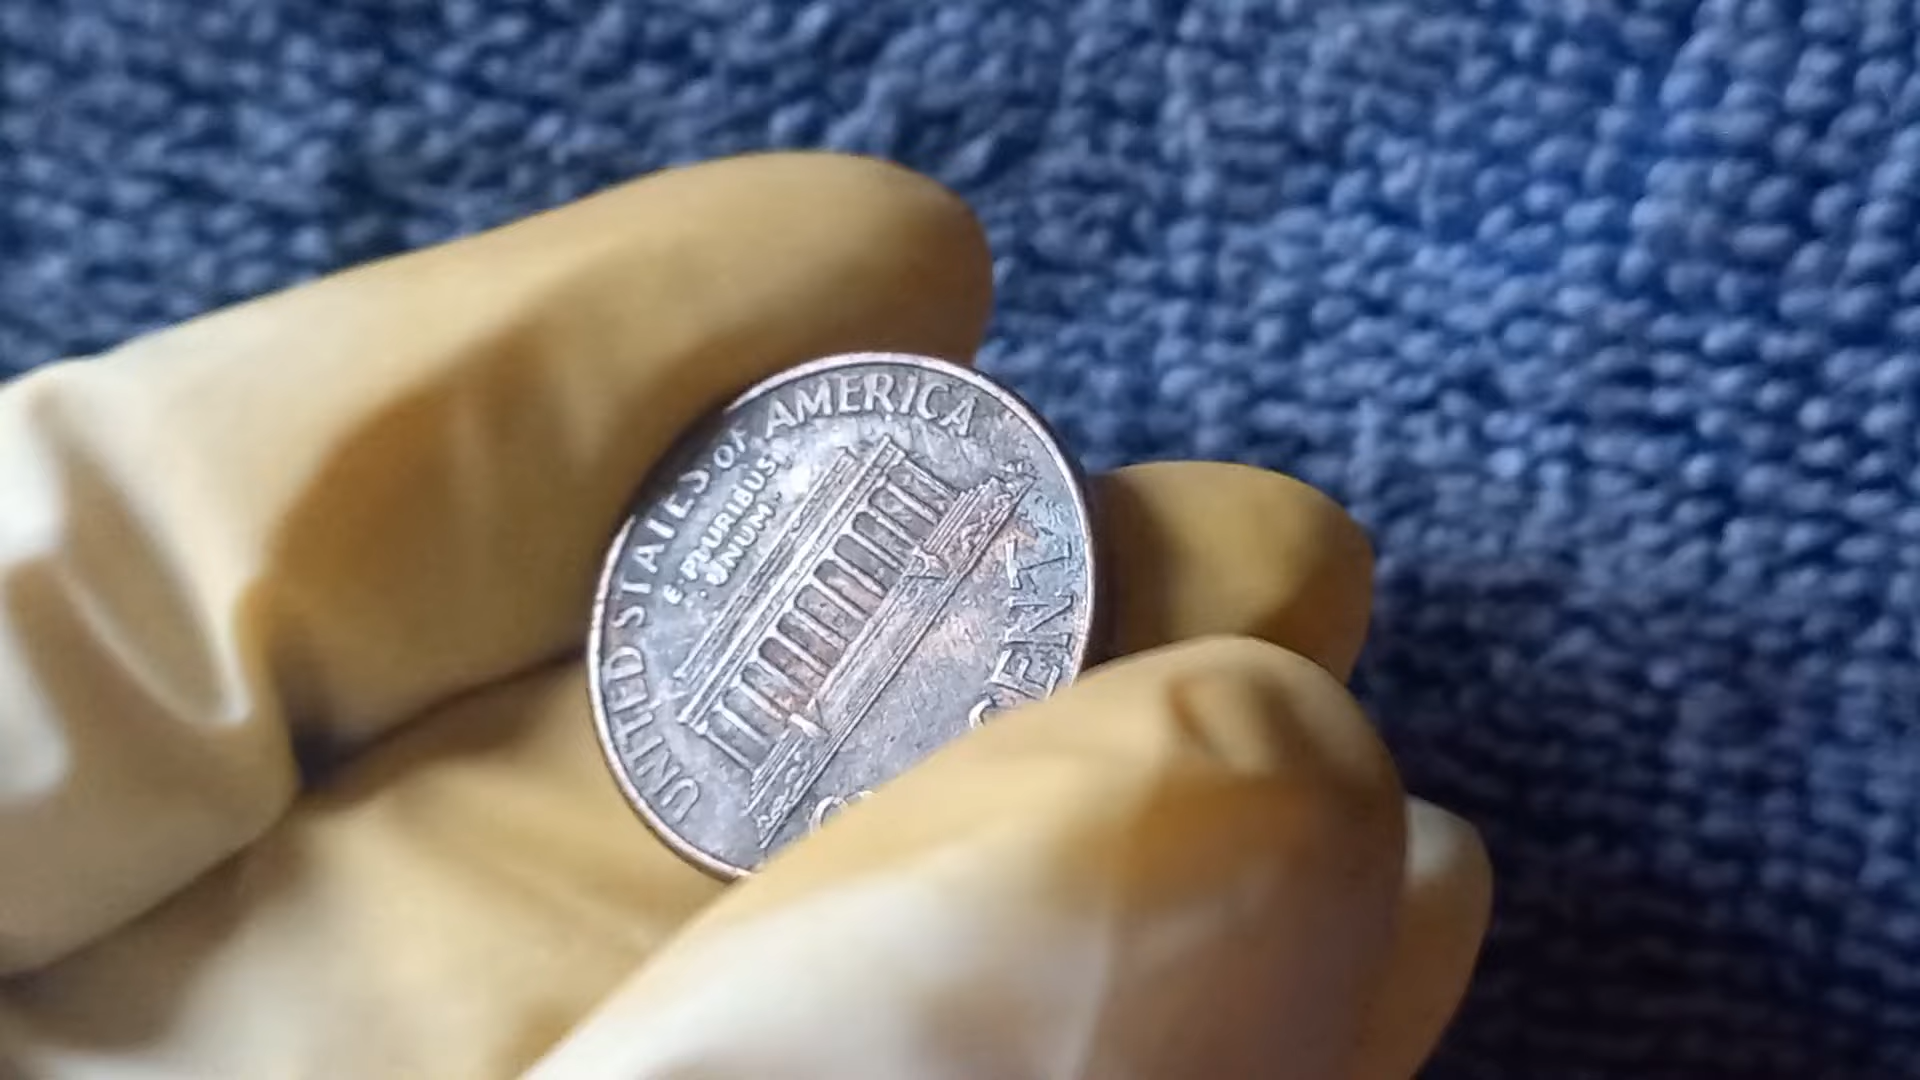 UNITED STATES OF AMERICA
E·PLURIBUS
·UNUM·
CENT